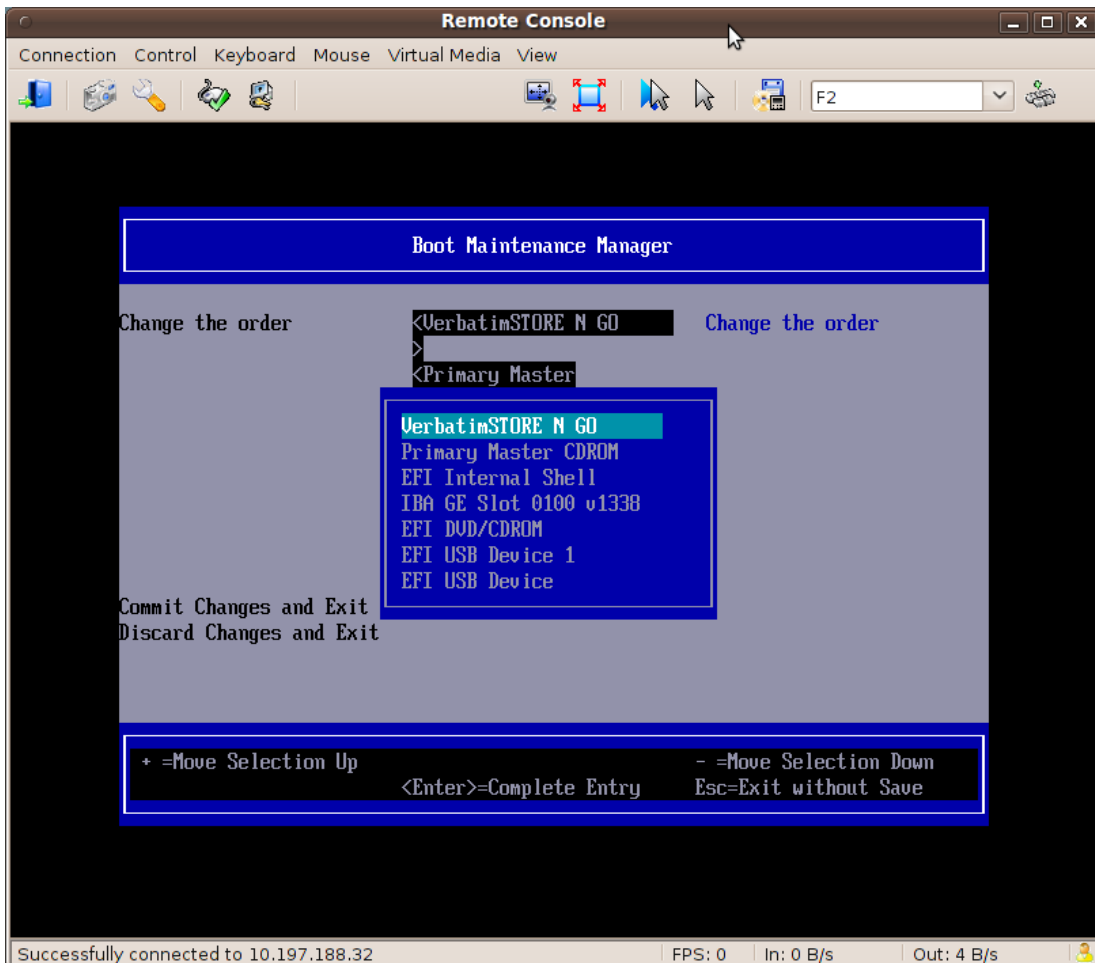 Remote Console
Connection Control Keyboard Mouse Virtual Media View
F2
Boot Maintenance Manager
Change the order <VerbatimSTORE N GO Change the order
>
<Primary Master
VerbatimSTORE N GO
Primary Master CDROM
EFI Internal Shell
IBA GE Slot 0100 v1338
EFI DVD/CDROM
EFI USB Device 1
EFI USB Device
Commit Changes and Exit
Discard Changes and Exit
+ =Move Selection Up - =Move Selection Down
<Enter>=Complete Entry Esc=Exit without Save
Successfully connected to 10.197.188.32 FPS: 0 In: 0 B/s Out: 4 B/s